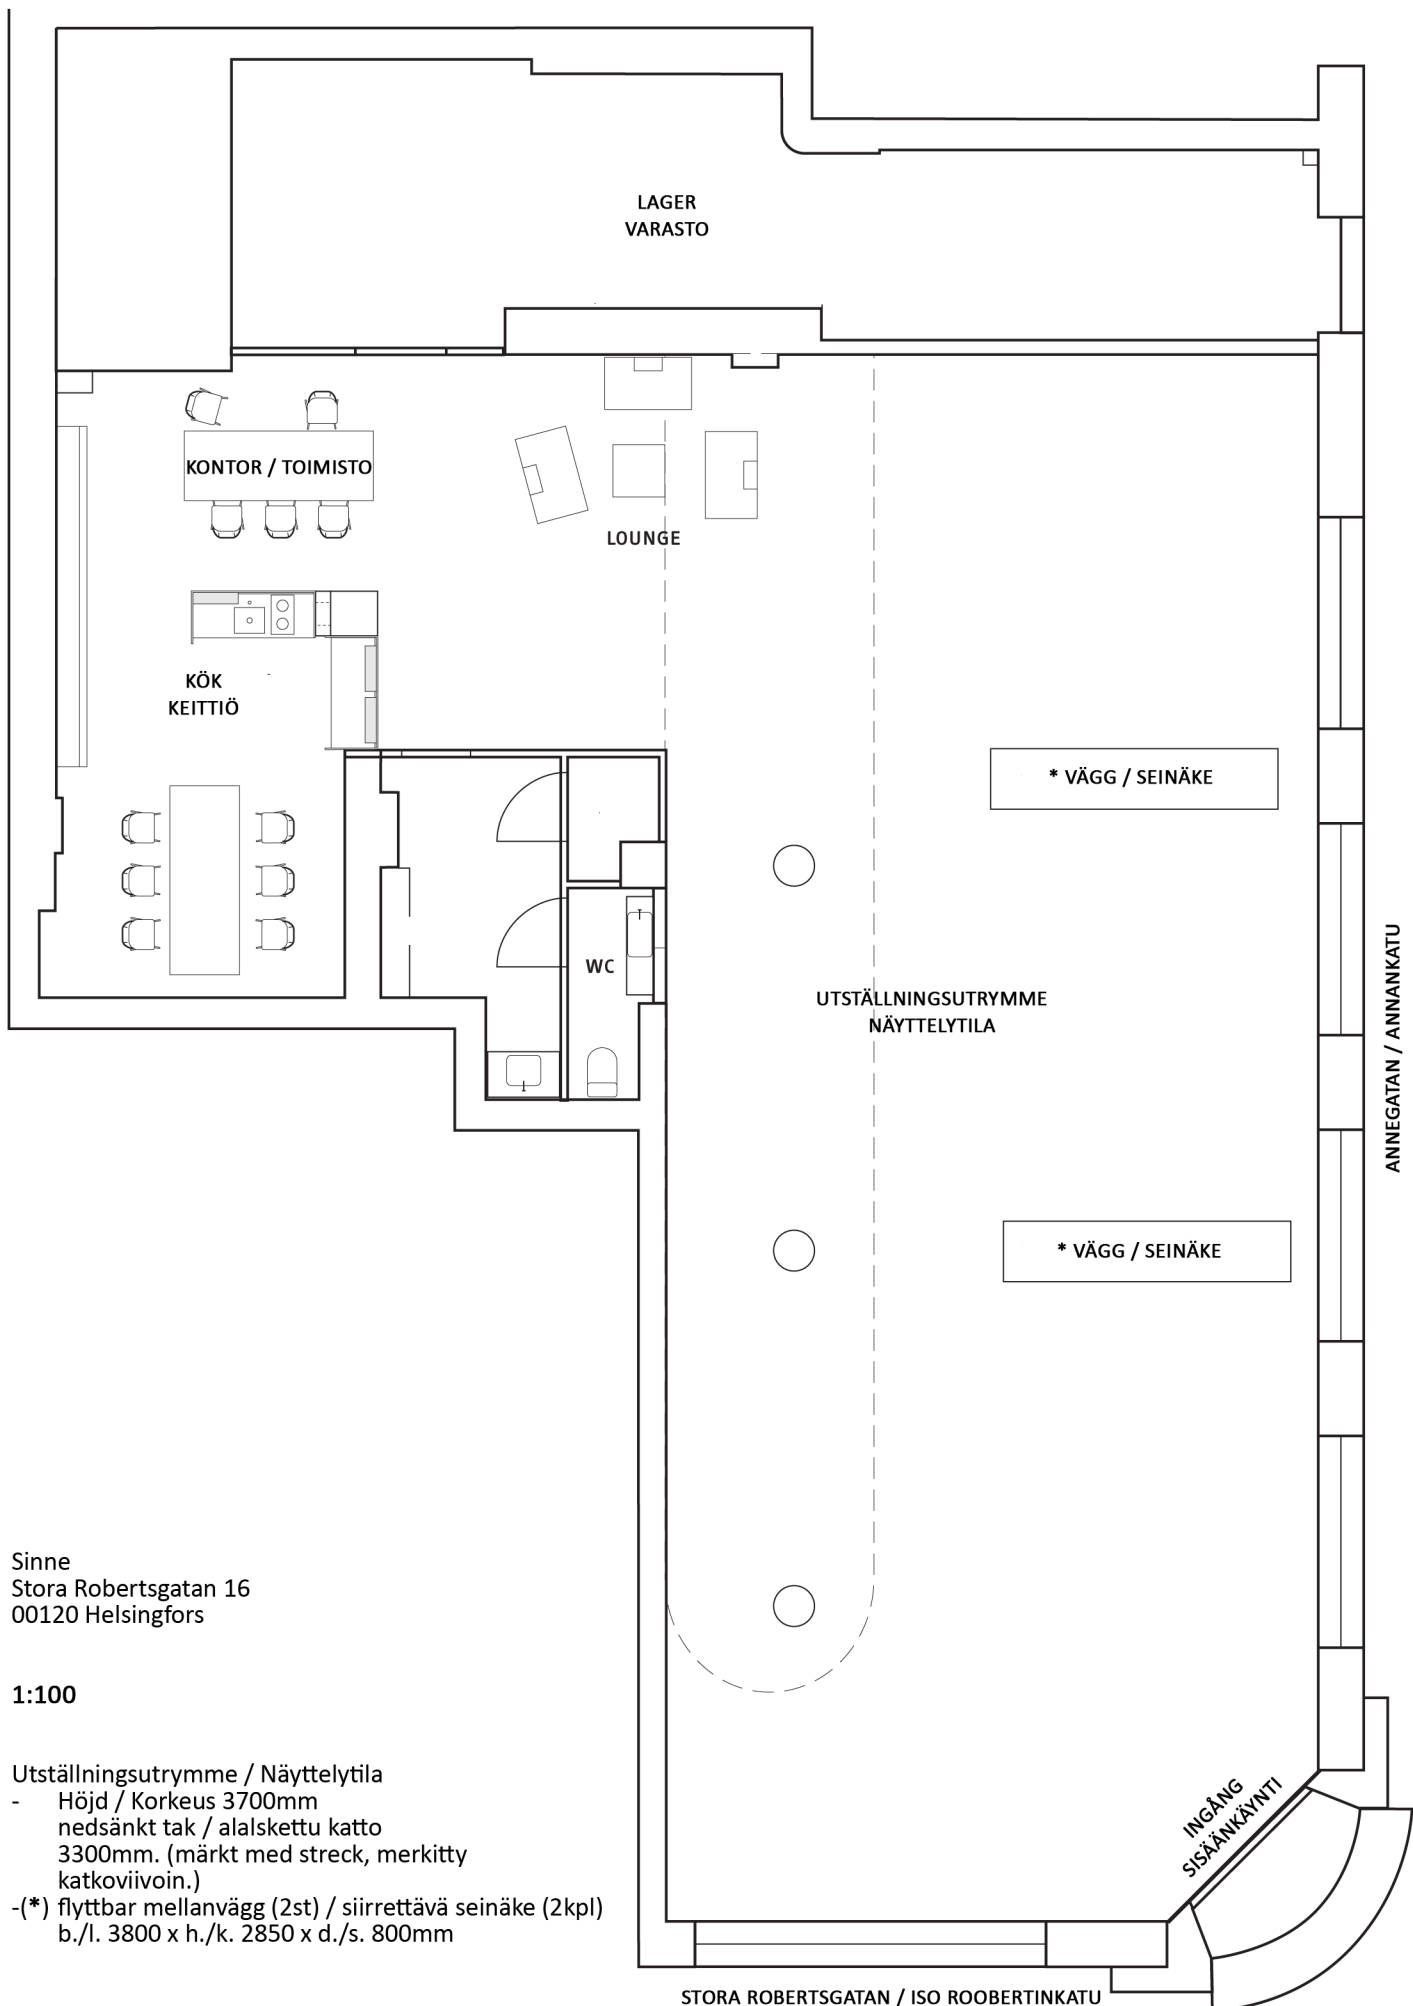 LAGER
VARASTO
KONTOR / TOIMISTO
LOUNGE
KÖK
KEITTIÖ
* VÄGG / SEINÄKE
WC
UTSTÄLLNINGSUTRYMME
NÄYTTELYTILA
ANNEGATAN / ANNANKATU
* VÄGG / SEINÄKE
Sinne
Stora Robertsgatan 16
00120 Helsingfors
1:100
Utställningsutrymme / Näyttelytila
- Höjd / Korkeus 3700mm
nedsänkt tak / alalskettu katto
3300mm. (märkt med streck, merkitty
katkoviivoin.)
-(*) flyttbar mellanvägg (2st) / siirrettävä seinäke (2kpl)
b./l. 3800 x h./k. 2850 x d./s. 800mm
INGÅNG
SISÄÄNKÄYNTI
STORA ROBERTSGATAN / ISO ROOBERTINKATU